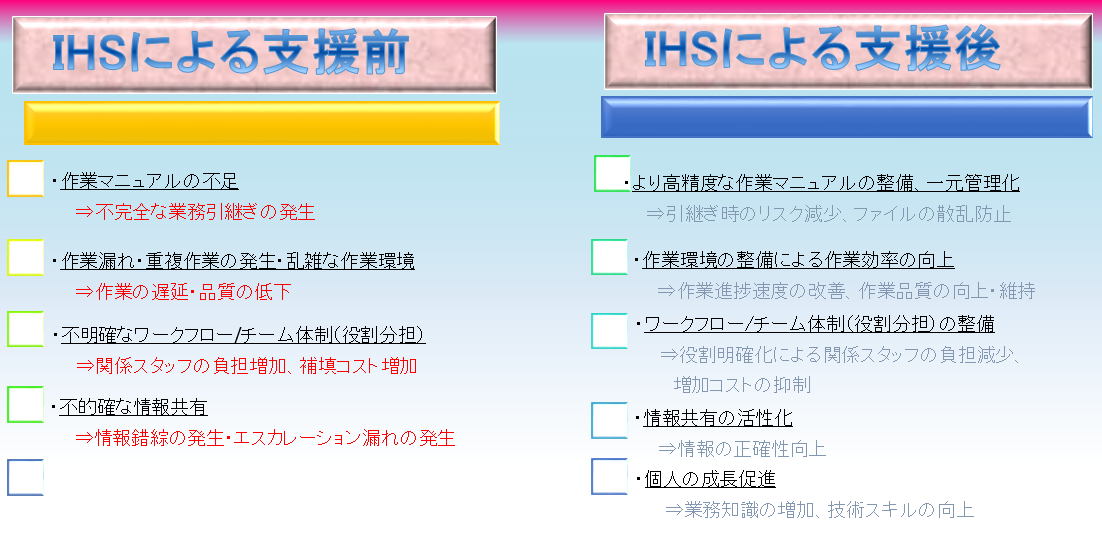 IHSによる支援前
・作業マニュアルの不足
⇒不完全な業務引継ぎの発生
・作業漏れ・重複作業の発生・乱雑な作業環境
⇒作業の遅延・品質の低下
・不明確なワークフロー/チーム体制(役割分担)
⇒関係スタッフの負担増加、補填コスト増加
・不的確な情報共有
⇒情報錯綜の発生・エスカレーション漏れの発生
IHSによる支援後
・より高精度な作業マニュアルの整備、一元管理化
⇒引継ぎ時のリスク減少、ファイルの散乱防止
・作業環境の整備による作業効率の向上
⇒作業進捗速度の改善、作業品質の向上・維持
・ワークフロー/チーム体制(役割分担)の整備
⇒役割明確化による関係スタッフの負担減少、
増加コストの抑制
・情報共有の活性化
⇒情報の正確性向上
・個人の成長促進
⇒業務知識の増加、技術スキルの向上